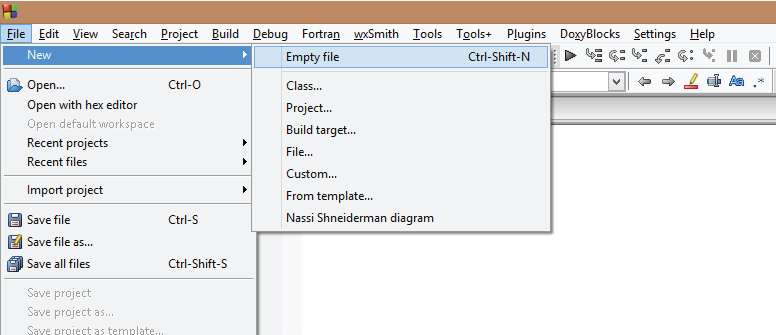 File Edit View Search Project Build Debug Fortran wxSmith Tools Tools+ Plugins DoxyBlocks Settings Help
New
Empty file Ctrl-Shift-N
Class...
Project...
Build target...
File...
Custom...
From template...
Nassi Shneiderman diagram
Open... Ctrl-O
Open with hex editor
Open default workspace
Recent projects
Recent files
Import project
Save file Ctrl-S
Save file as...
Save all files Ctrl-Shift-S
Save project
Save project as...
Save project as template...
Aa .*